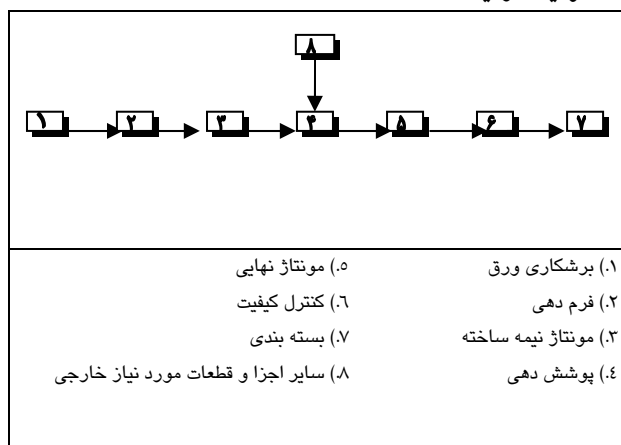 ۸
۱ ۲ ۳ ۴ ۵ ۶ ۷
۱.) برشکاری ورق
۲.) فرم دهی
۳.) مونتاژ نیمه ساخته
۴.) پوشش دهی
۵.) مونتاژ نهایی
۶.) کنترل کیفیت
۷.) بسته بندی
۸.) سایر اجزا و قطعات مورد نیاز خارجی